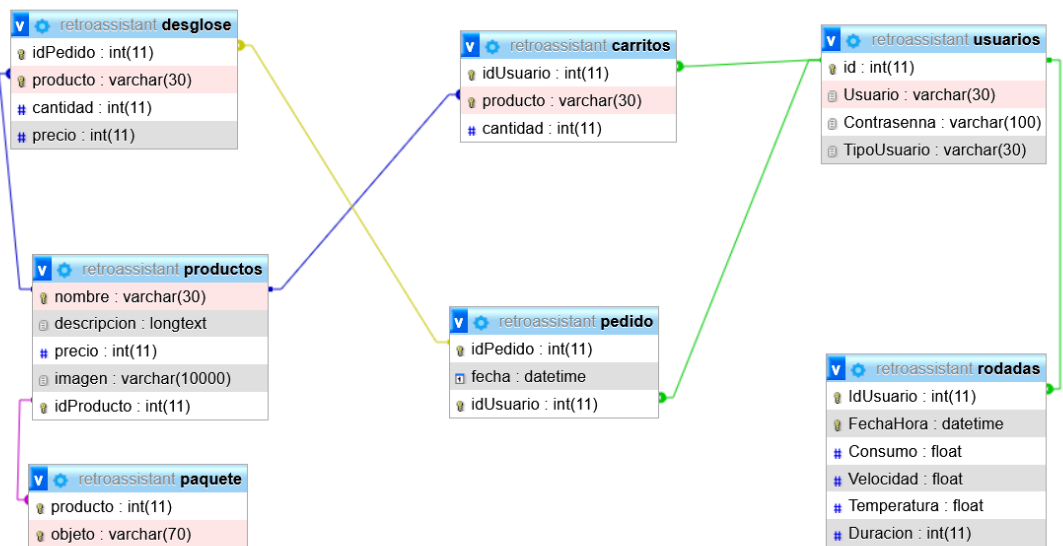 retroassistant desglose
idPedido : int(11)
producto : varchar(30)
cantidad : int(11)
precio : int(11)
retroassistant carritos
idUsuario : int(11)
producto : varchar(30)
cantidad : int(11)
retroassistant usuarios
id : int(11)
Usuario : varchar(30)
Contrasenna : varchar(100)
TipoUsuario : varchar(30)
retroassistant productos
nombre : varchar(30)
descripcion : longtext
precio : int(11)
imagen : varchar(10000)
idProducto : int(11)
retroassistant pedido
idPedido : int(11)
fecha : datetime
idUsuario : int(11)
retroassistant rodadas
IdUsuario : int(11)
FechaHora : datetime
Consumo : float
Velocidad : float
Temperatura : float
Duracion : int(11)
retroassistant paquete
producto : int(11)
objeto : varchar(70)